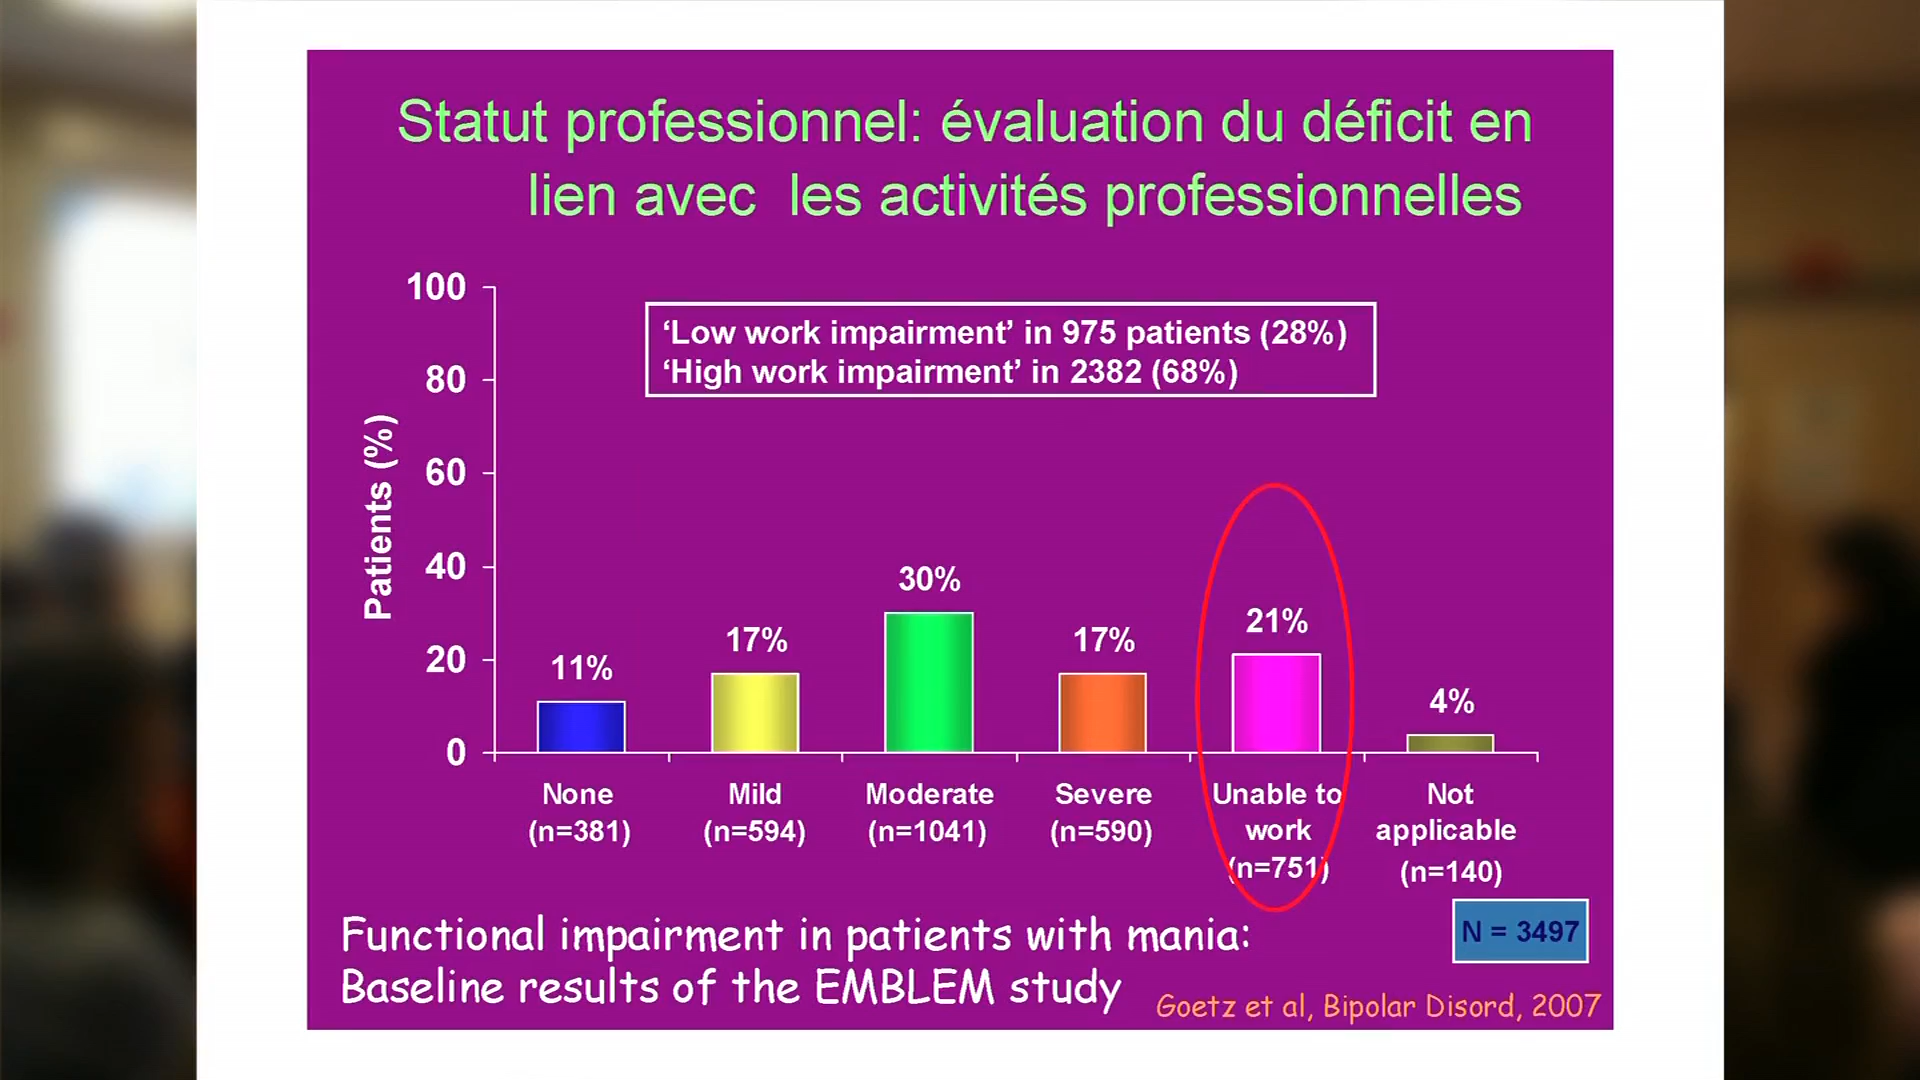 Statut professionnel: évaluation du déficit en
lien avec les activités professionnelles
100
80
60
40
20
0
Patients (%)
‘Low work impairment’ in 975 patients (28%)
‘High work impairment’ in 2382 (68%)
11%
17%
30%
17%
21%
4%
None
(n=381)
Mild
(n=594)
Moderate
(n=1041)
Severe
(n=590)
Unable to
work
(n=751)
Not
applicable
(n=140)
N = 3497
Functional impairment in patients with mania:
Baseline results of the EMBLEM study
Goetz et al, Bipolar Disord, 2007